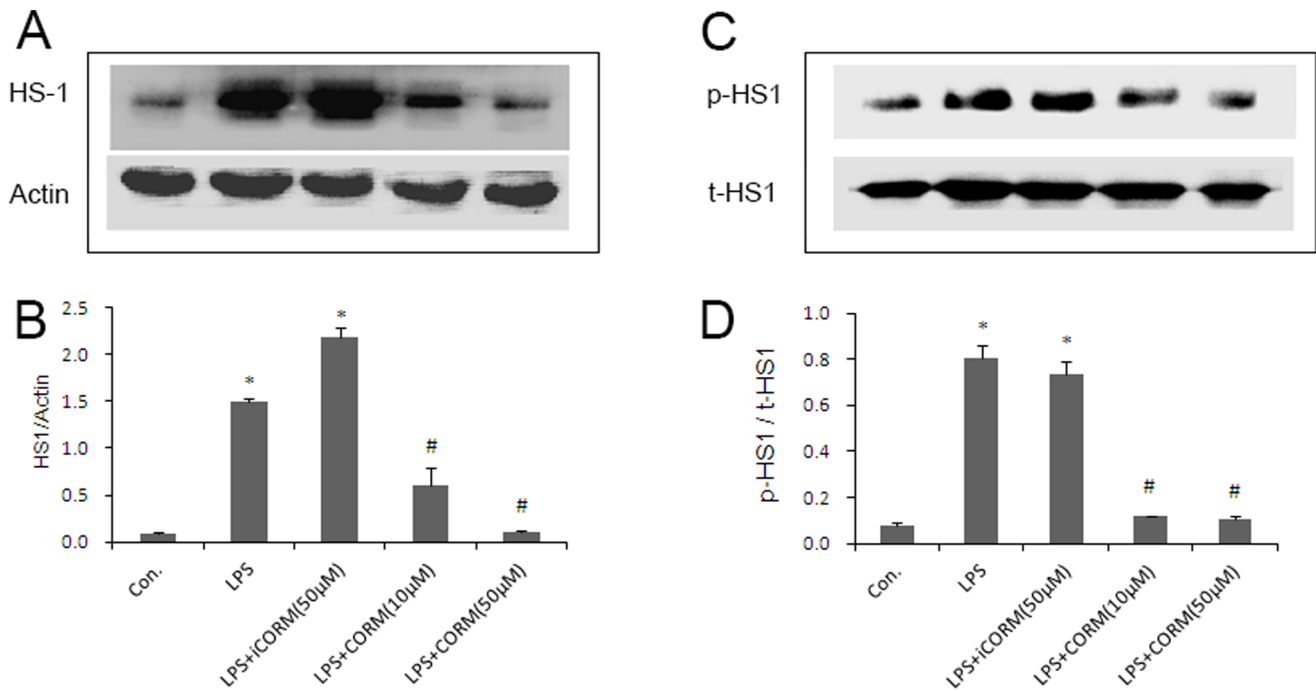 A
HS-1
Actin
C
p-HS1
t-HS1
B
HS1/Actin
2.5
2.0
1.5
1.0
0.5
0.0
*
*
#
#
Con.
LPS
LPS+iCORM(50μM)
LPS+CORM(10μM)
LPS+CORM(50μM)
D
p-HS1 / t-HS1
1.0
0.8
0.6
0.4
0.2
0.0
*
*
#
#
Con.
LPS
LPS+iCORM(50μM)
LPS+CORM(10μM)
LPS+CORM(50μM)